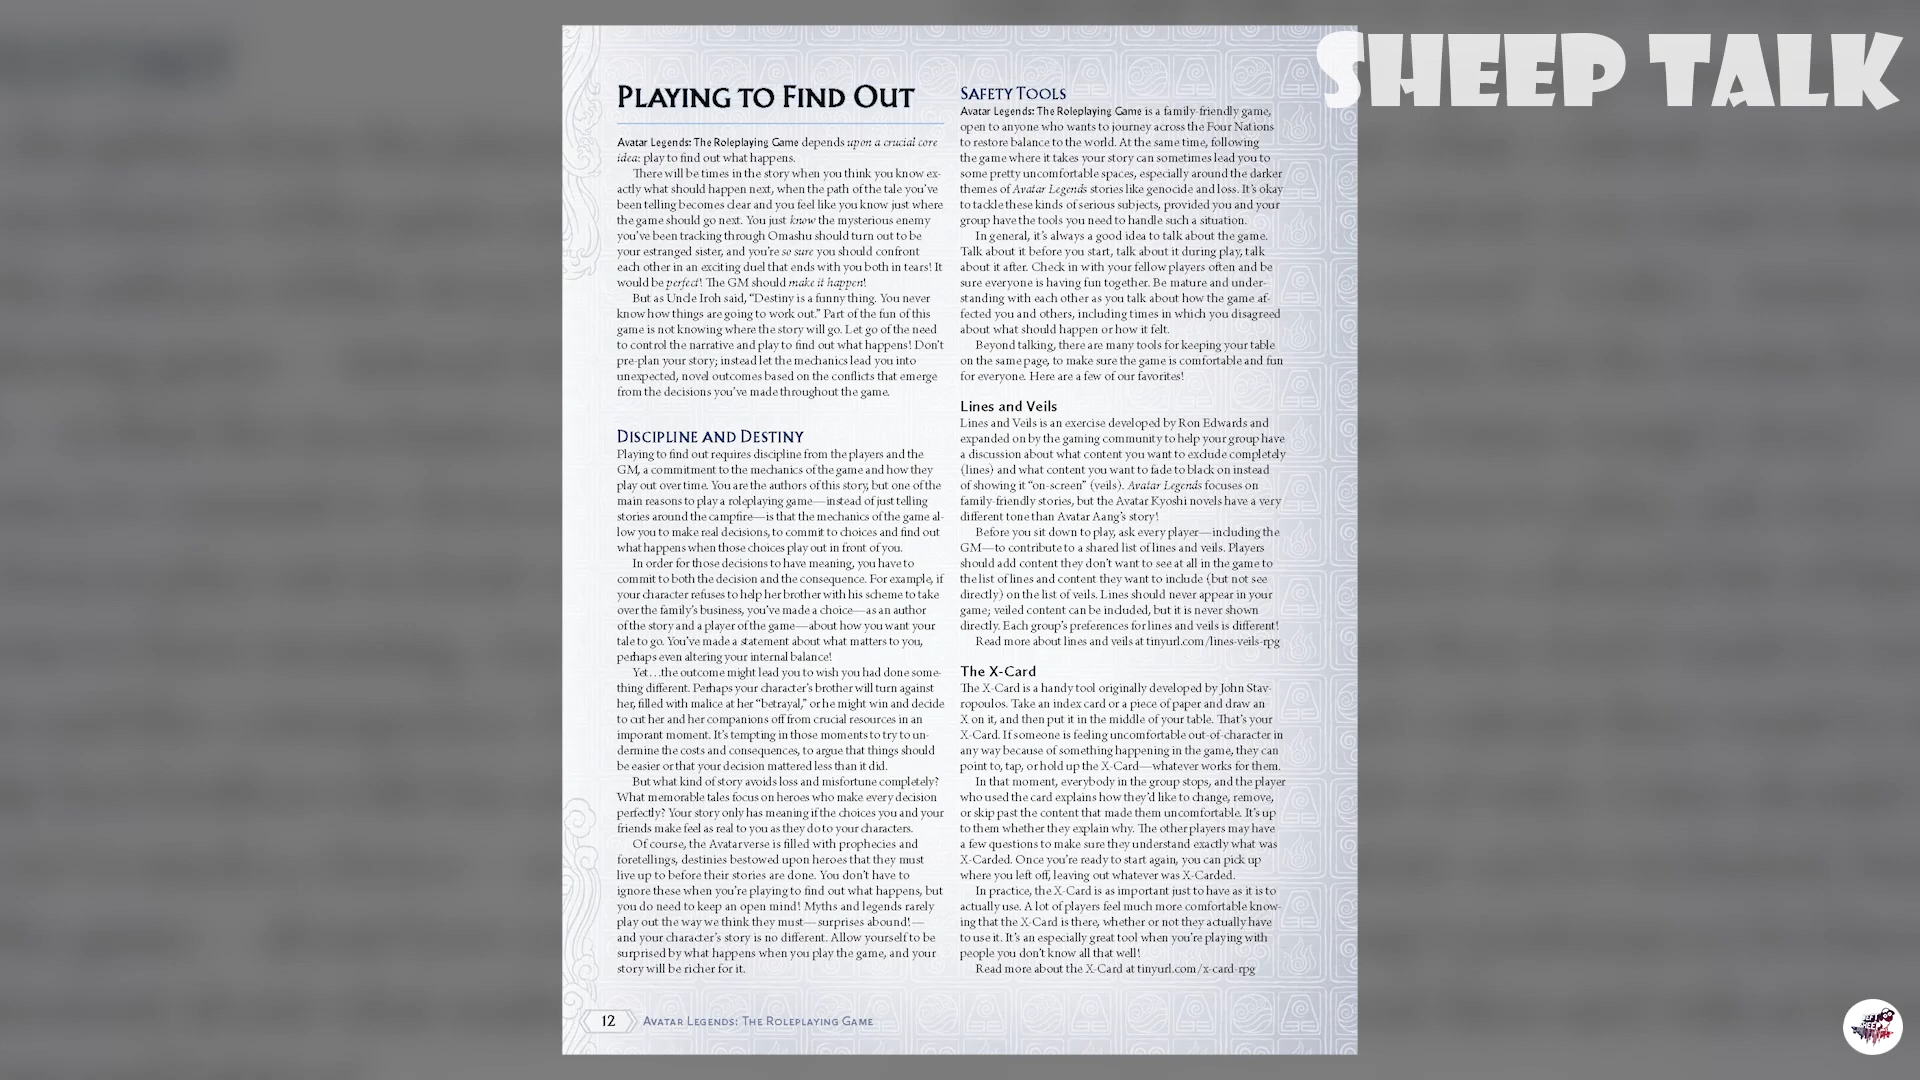 SHEEP TALK
PLAYING TO FIND OUT
Avatar Legends: The Roleplaying Game depends upon a crucial core
idea: play to find out what happens.
There will be times in the story when you think you know ex-
actly what should happen next, when the path of the tale you've
been telling becomes clear and you feel like you know just where
the game should go next. You just know the mysterious enemy
you've been tracking through Omashu should turn out to be
your estranged sister, and you're so sure you should confront
each other in an exciting duel that ends with you both in tears! It
would be perfect! The GM should make it happen!
But as Uncle Iroh said, “Destiny is a funny thing. You never
know how things are going to work out.” Part of the fun of this
game is not knowing where the story will go. Let go of the need
to control the narrative and play to find out what happens! Don't
pre-plan your story; instead let the mechanics lead you into
unexpected, novel outcomes based on the conflicts that emerge
from the decisions you've made throughout the game.
DISCIPLINE AND DESTINY
Playing to find out requires discipline from the players and the
GM, a commitment to the mechanics of the game and how they
play out over time. You are the authors of this story, but one of the
main reasons to play a roleplaying game—instead of just telling
stories around the campfire—is that the mechanics of the game al-
low you to make real decisions, to commit to choices and find out
what happens when those choices play out in front of you.
In order for those decisions to have meaning, you have to
commit to both the decision and the consequence. For example, if
your character refuses to help her brother with his scheme to take
over the family's business, you've made a choice—as an author
of the story and a player of the game—about how you want your
tale to go. You've made a statement about what matters to you,
perhaps even altering your internal balance!
Yet…the outcome might lead you to wish you had done some-
thing different. Perhaps your character's brother will turn against
her, filled with malice at her “betrayal,” or he might win and decide
to cut her and her companions off from crucial resources in an
imporant moment. It's tempting in those moments to try to un-
dermine the costs and consequences, to argue that things should
be easier or that your decision mattered less than it did.
But what kind of story avoids loss and misfortune completely?
What memorable tales focus on heroes who make every decision
perfectly? Your story only has meaning if the choices you and your
friends make feel as real to you as they do to your characters.
Of course, the Avatarverse is filled with prophecies and
foretellings, destinies bestowed upon heroes that they must
live up to before their stories are done. You don't have to
ignore these when you're playing to find out what happens, but
you do need to keep an open mind! Myths and legends rarely
play out the way we think they must—surprises abound!—
and your character's story is no different. Allow yourself to be
surprised by what happens when you play the game, and your
story will be richer for it.
SAFETY TOOLS
Avatar Legends: The Roleplaying Game is a family-friendly game,
open to anyone who wants to journey across the Four Nations
to restore balance to the world. At the same time, following
the game where it takes your story can sometimes lead you to
some pretty uncomfortable spaces, especially around the darker
themes of Avatar Legends stories like genocide and loss. It's okay
to tackle these kinds of serious subjects, provided you and your
group have the tools you need to handle such a situation.
In general, it's always a good idea to talk about the game.
Talk about it before you start, talk about it during play, talk
about it after. Check in with your fellow players often and be
sure everyone is having fun together. Be mature and under-
standing with each other as you talk about how the game af-
fected you and others, including times in which you disagreed
about what should happen or how it felt.
Beyond talking, there are many tools for keeping your table
on the same page, to make sure the game is comfortable and fun
for everyone. Here are a few of our favorites!
Lines and Veils
Lines and Veils is an exercise developed by Ron Edwards and
expanded on by the gaming community to help your group have
a discussion about what content you want to exclude completely
(lines) and what content you want to fade to black on instead
of showing it “on-screen” (veils). Avatar Legends focuses on
family-friendly stories, but the Avatar Kyoshi novels have a very
different tone than Avatar Aang's story!
Before you sit down to play, ask every player—including the
GM—to contribute to a shared list of lines and veils. Players
should add content they don't want to see at all in the game to
the list of lines and content they want to include (but not see
directly) on the list of veils. Lines should never appear in your
game; veiled content can be included, but it is never shown
directly. Each group's preferences for lines and veils is different!
Read more about lines and veils at tinyurl.com/lines-veils-rpg
The X-Card
The X-Card is a handy tool originally developed by John Stav-
ropoulos. Take an index card or a piece of paper and draw an
X on it, and then put it in the middle of your table. That's your
X-Card. If someone is feeling uncomfortable out-of-character in
any way because of something happening in the game, they can
point to, tap, or hold up the X-Card—whatever works for them.
In that moment, everybody in the group stops, and the player
who used the card explains how they'd like to change, remove,
or skip past the content that made them uncomfortable. It's up
to them whether they explain why. The other players may have
a few questions to make sure they understand exactly what was
X-Carded. Once you're ready to start again, you can pick up
where you left off, leaving out whatever was X-Carded.
In practice, the X-Card is as important just to have as it is to
actually use. A lot of players feel much more comfortable know-
ing that the X-Card is there, whether or not they actually have
to use it. It's an especially great tool when you're playing with
people you don't know all that well!
Read more about the X-Card at tinyurl.com/x-card-rpg
12
AVATAR LEGENDS: THE ROLEPLAYING GAME